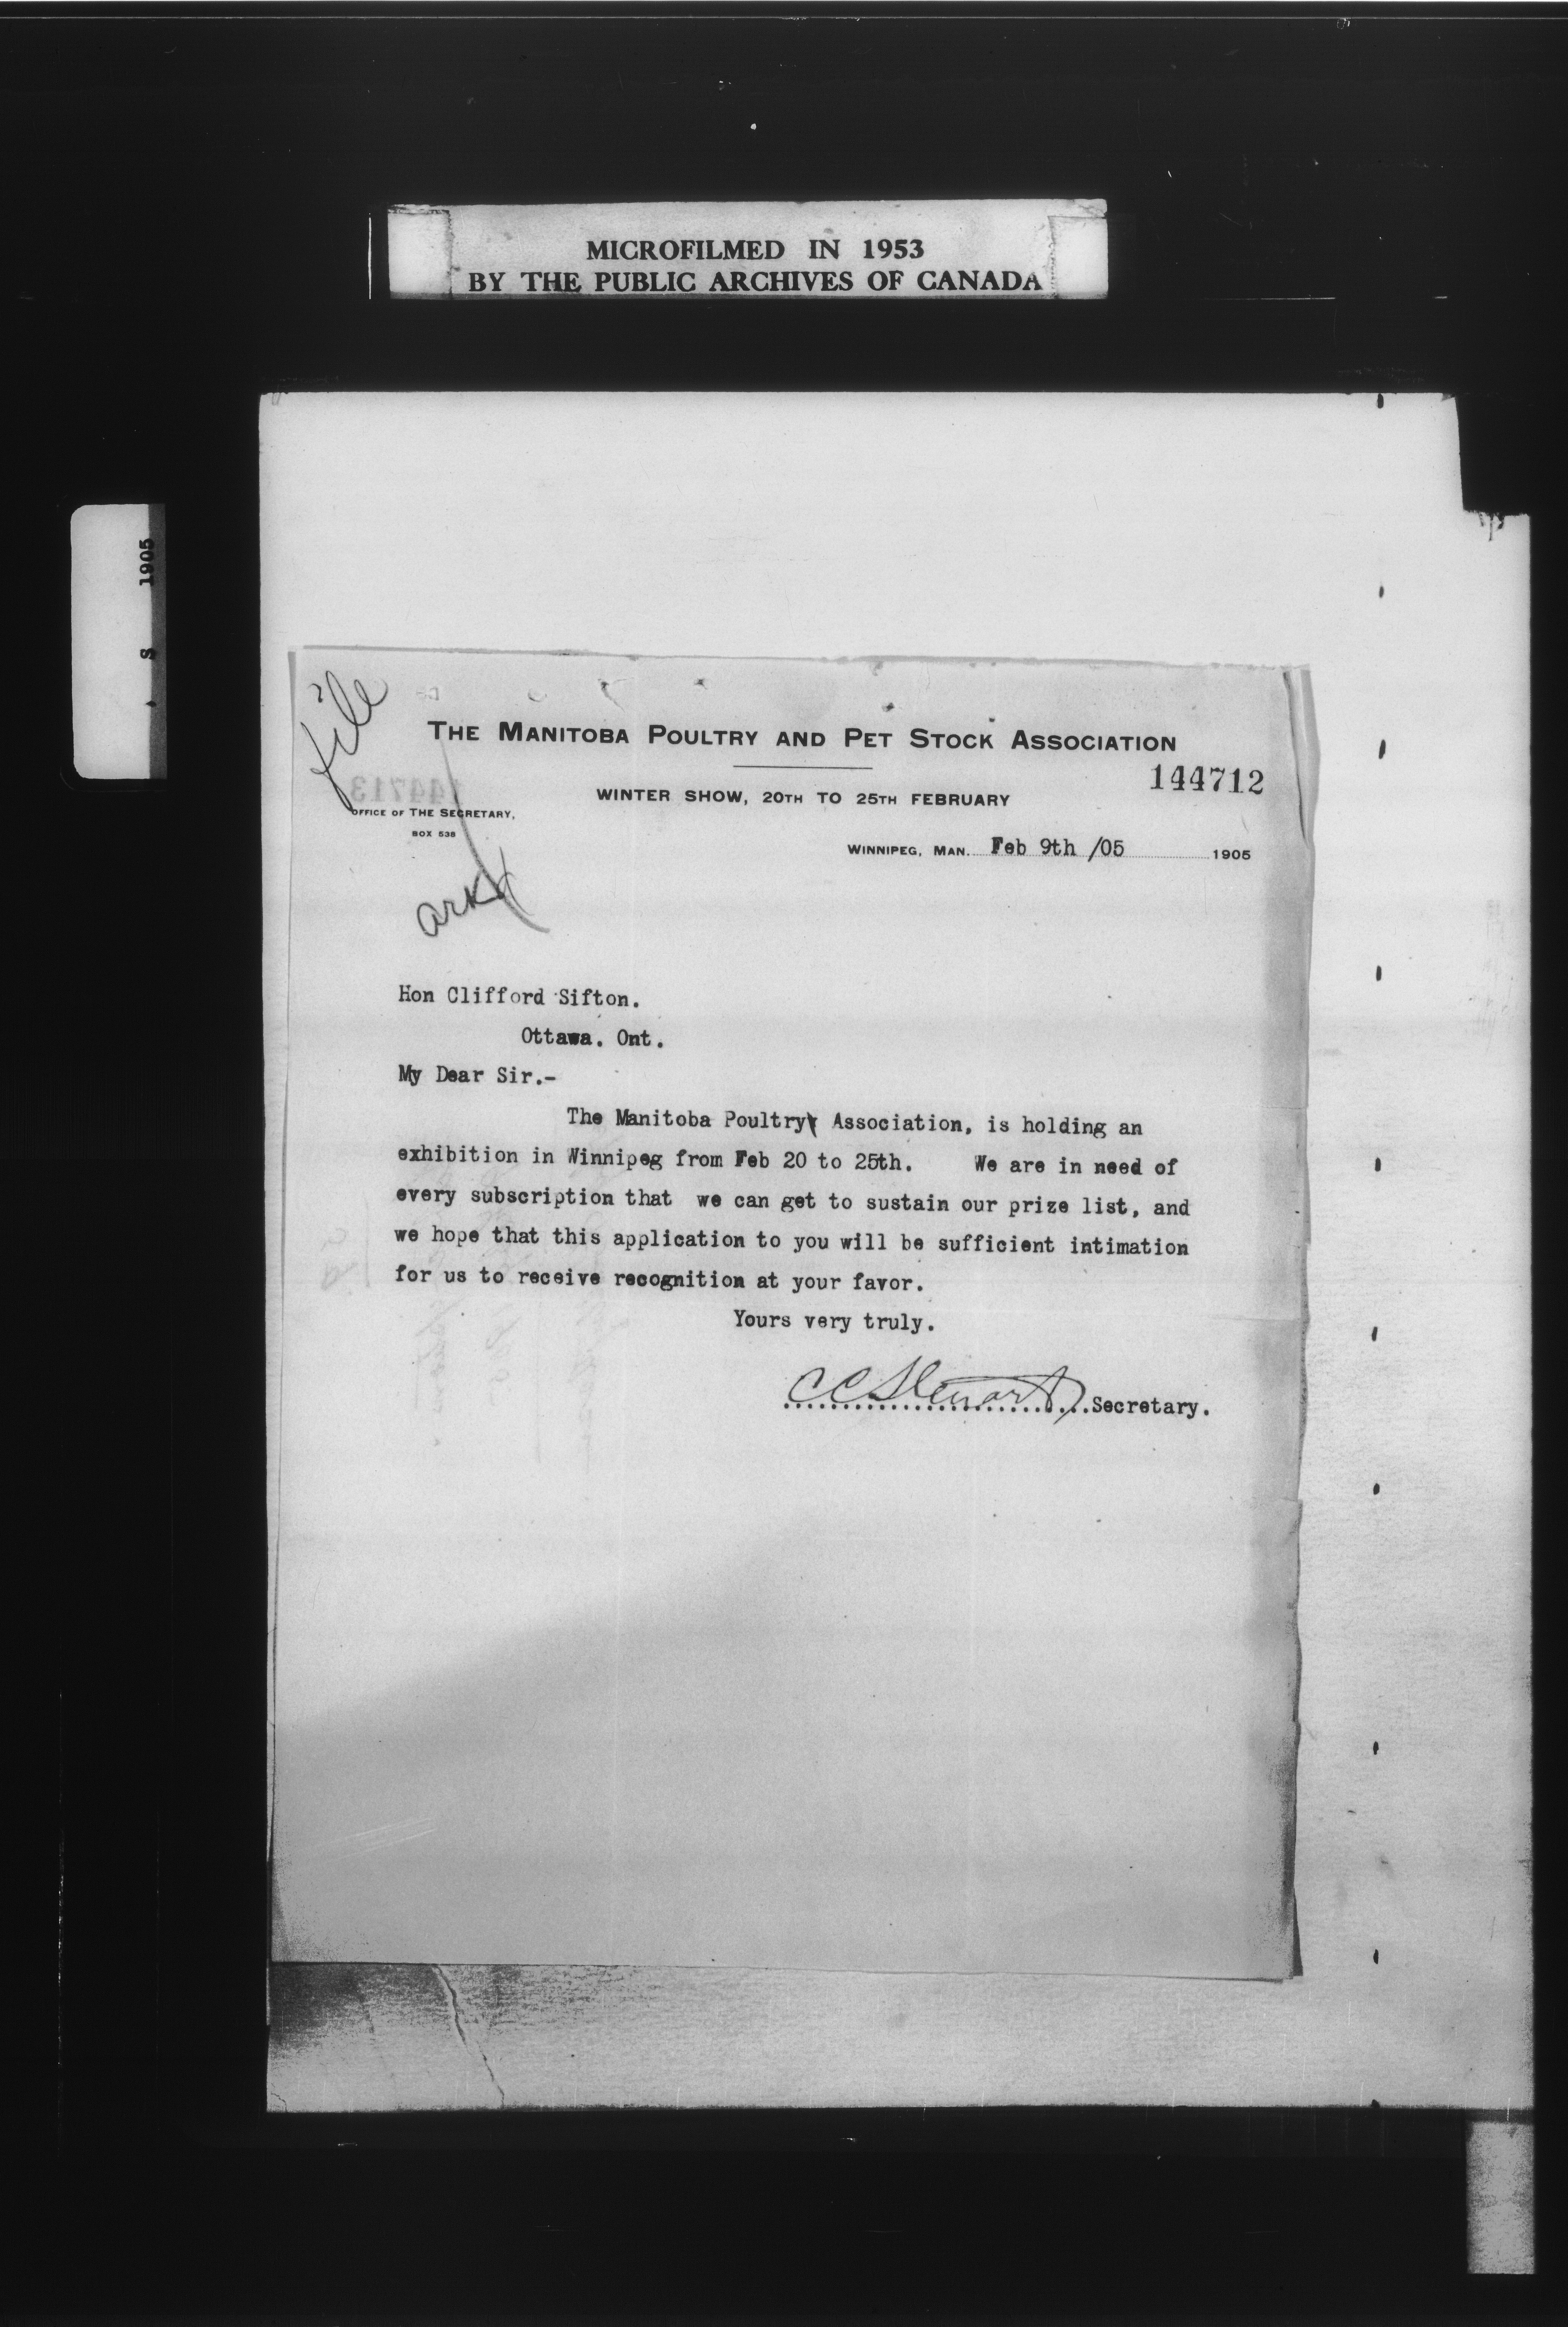 MICROFILMED IN 1953
BY THE PUBLIC ARCHIVES OF CANADA
S 1905
file
THE MANITOBA POULTRY AND PET STOCK ASSOCIATION
144712
144713
WINTER SHOW, 20TH TO 25TH FEBRUARY
OFFICE OF THE SECRETARY,
BOX 538
WINNIPEG, MAN. Feb 9th /05 1905
Hon Clifford Sifton.
Ottawa. Ont.
My Dear Sir.-
The Manitoba Poultry Association, is holding an
exhibition in Winnipeg from Feb 20 to 25th. We are in need of
every subscription that we can get to sustain our prize list, and
we hope that this application to you will be sufficient intimation
for us to receive recognition at your favor.
Yours very truly.
C C Stewart Secretary.